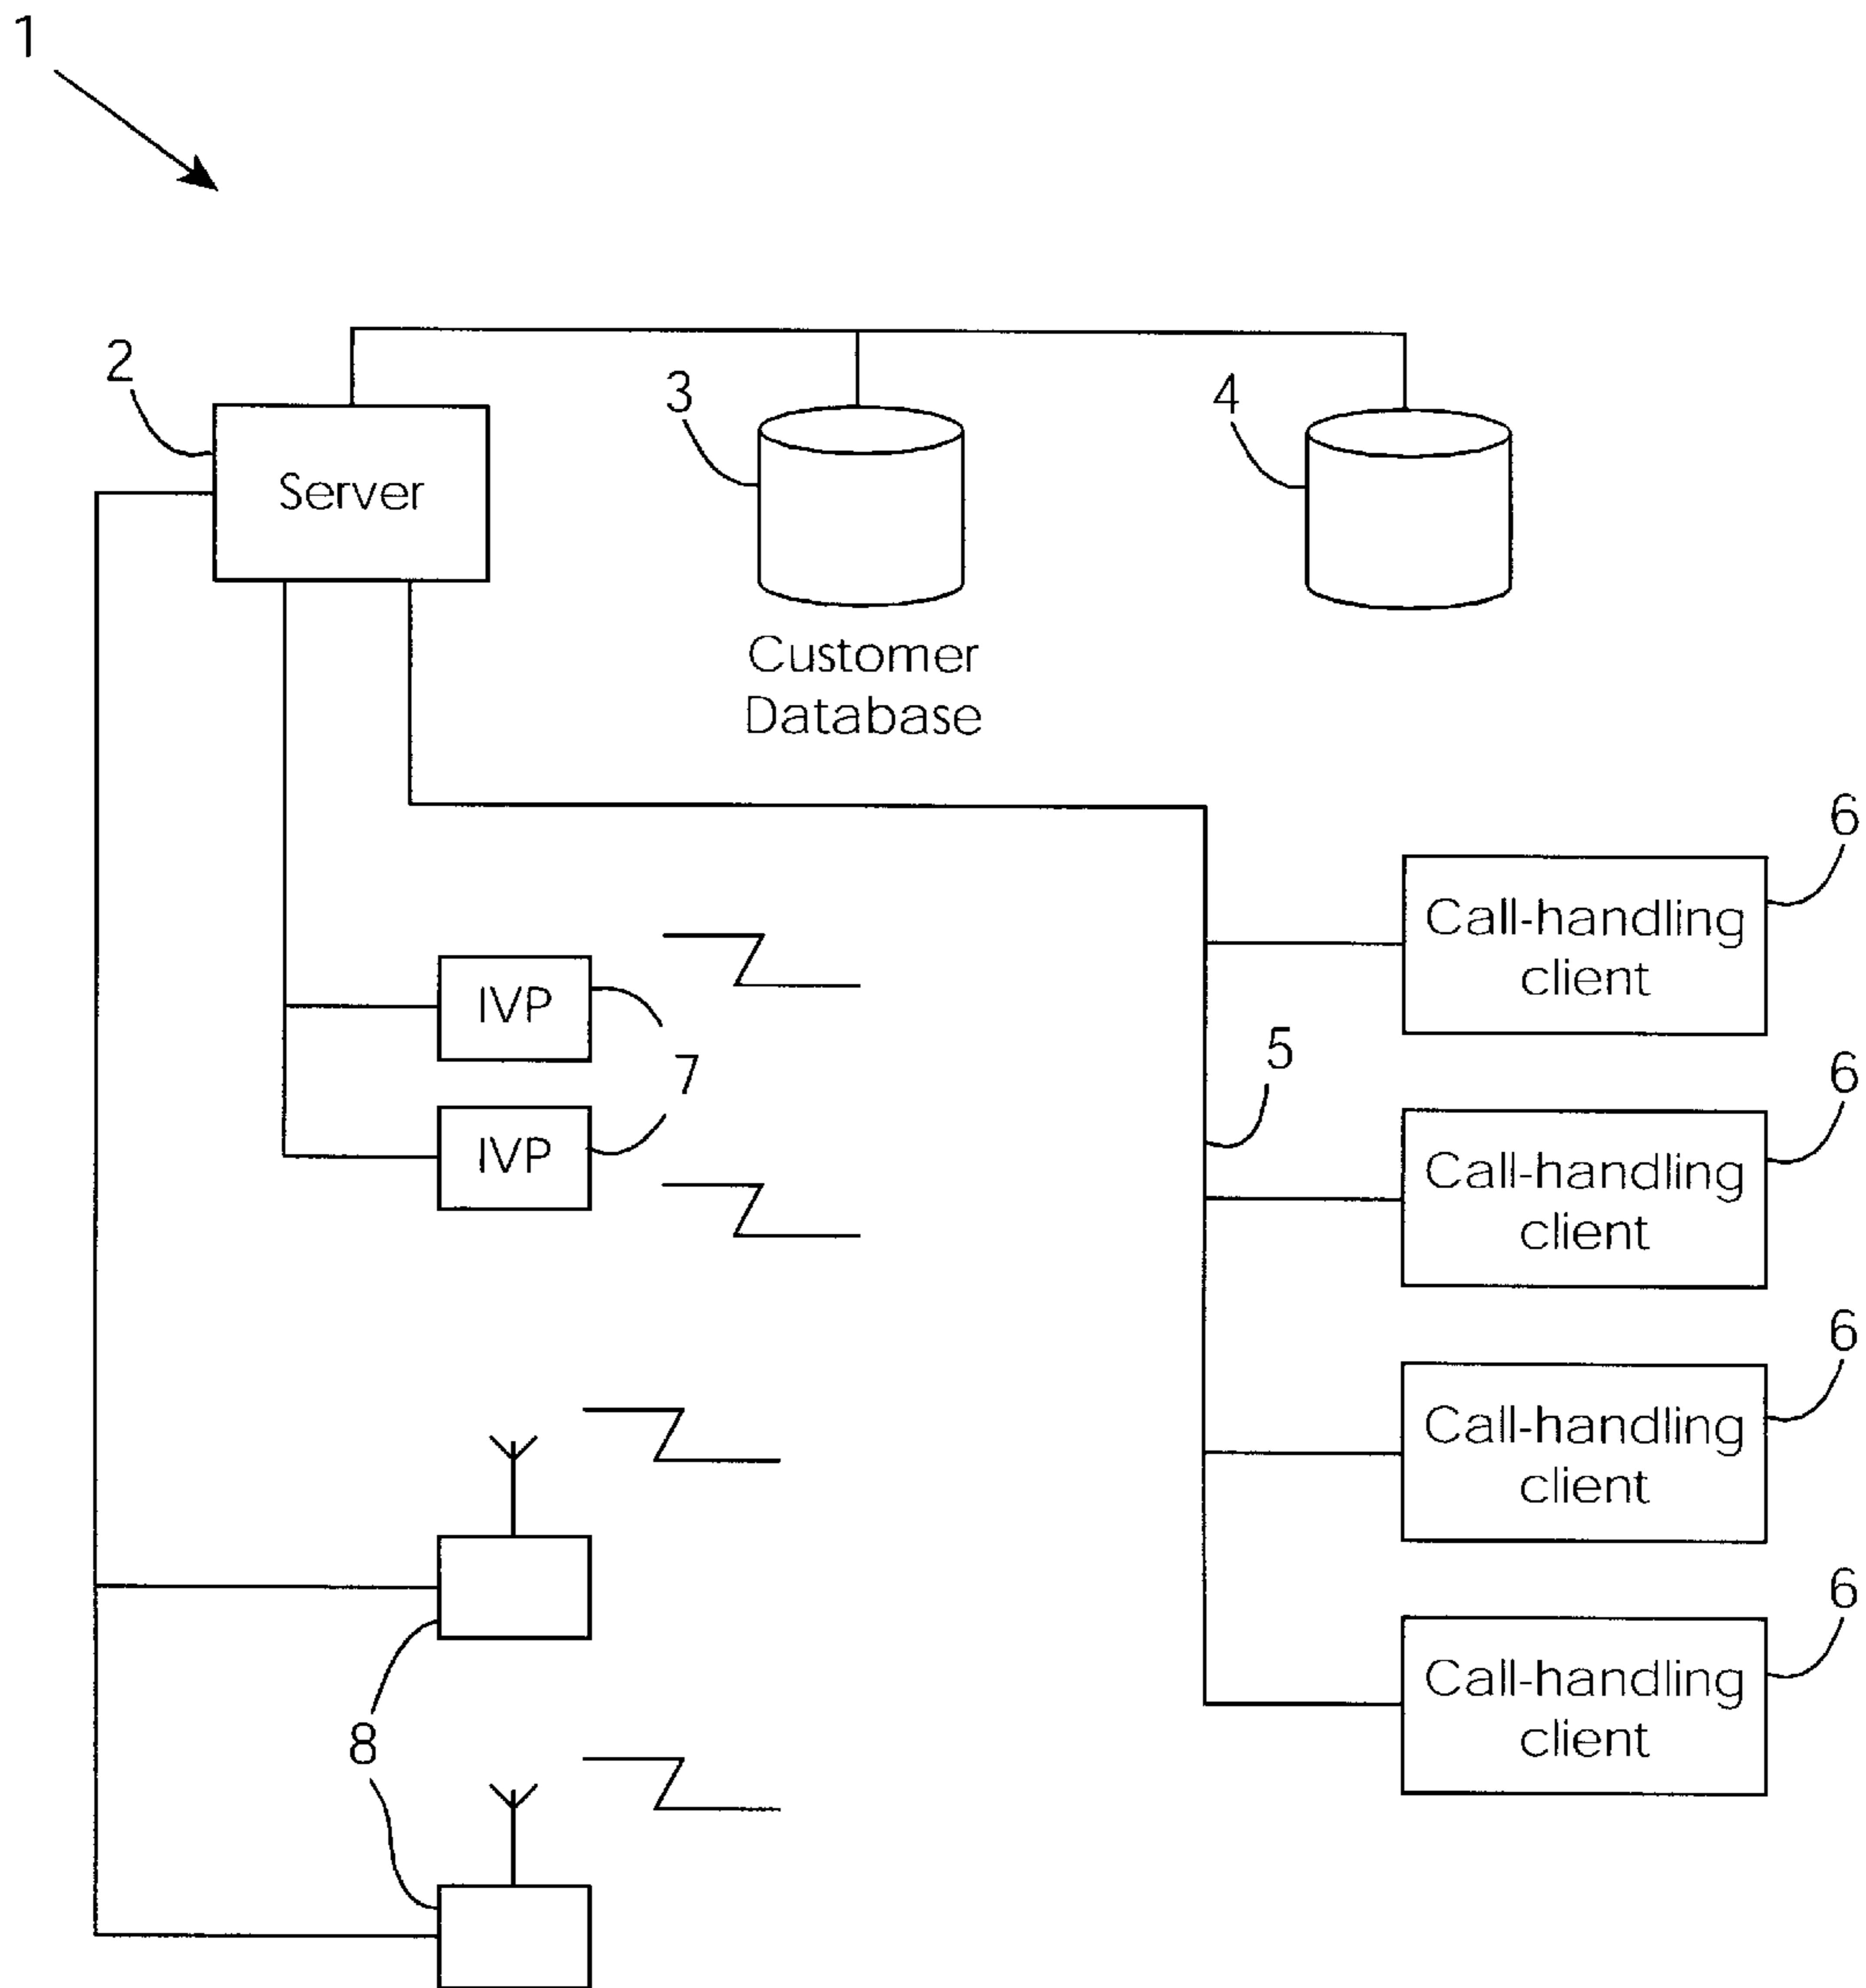 1
2
3
4
Server
Customer
Database
6
Call-handling
client
IVP
7
5
6
IVP
Call-handling
client
6
Call-handling
client
6
Call-handling
client
8